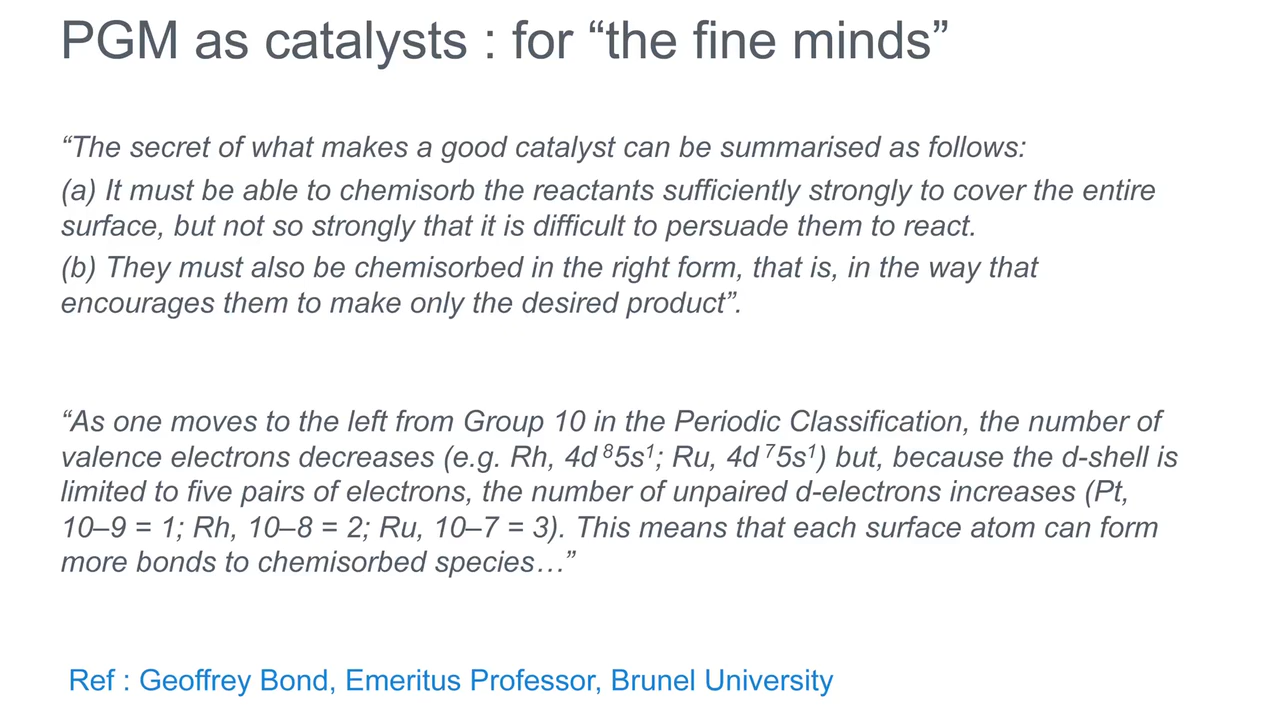 PGM as catalysts : for “the fine minds”
“The secret of what makes a good catalyst can be summarised as follows:
(a) It must be able to chemisorb the reactants sufficiently strongly to cover the entire
surface, but not so strongly that it is difficult to persuade them to react.
(b) They must also be chemisorbed in the right form, that is, in the way that
encourages them to make only the desired product”.
“As one moves to the left from Group 10 in the Periodic Classification, the number of
valence electrons decreases (e.g. Rh, 4d⁸5s¹; Ru, 4d⁷5s¹) but, because the d-shell is
limited to five pairs of electrons, the number of unpaired d-electrons increases (Pt,
10–9 = 1; Rh, 10–8 = 2; Ru, 10–7 = 3). This means that each surface atom can form
more bonds to chemisorbed species…”
Ref : Geoffrey Bond, Emeritus Professor, Brunel University